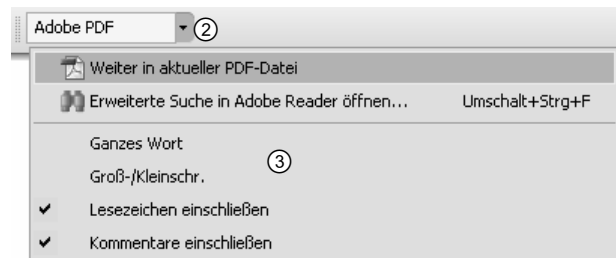 Adobe PDF ②
Weiter in aktueller PDF-Datei
Erweiterte Suche in Adobe Reader öffnen... Umschalt+Strg+F
Ganzes Wort
③
Groß-/Kleinschr.
Lesezeichen einschließen
Kommentare einschließen